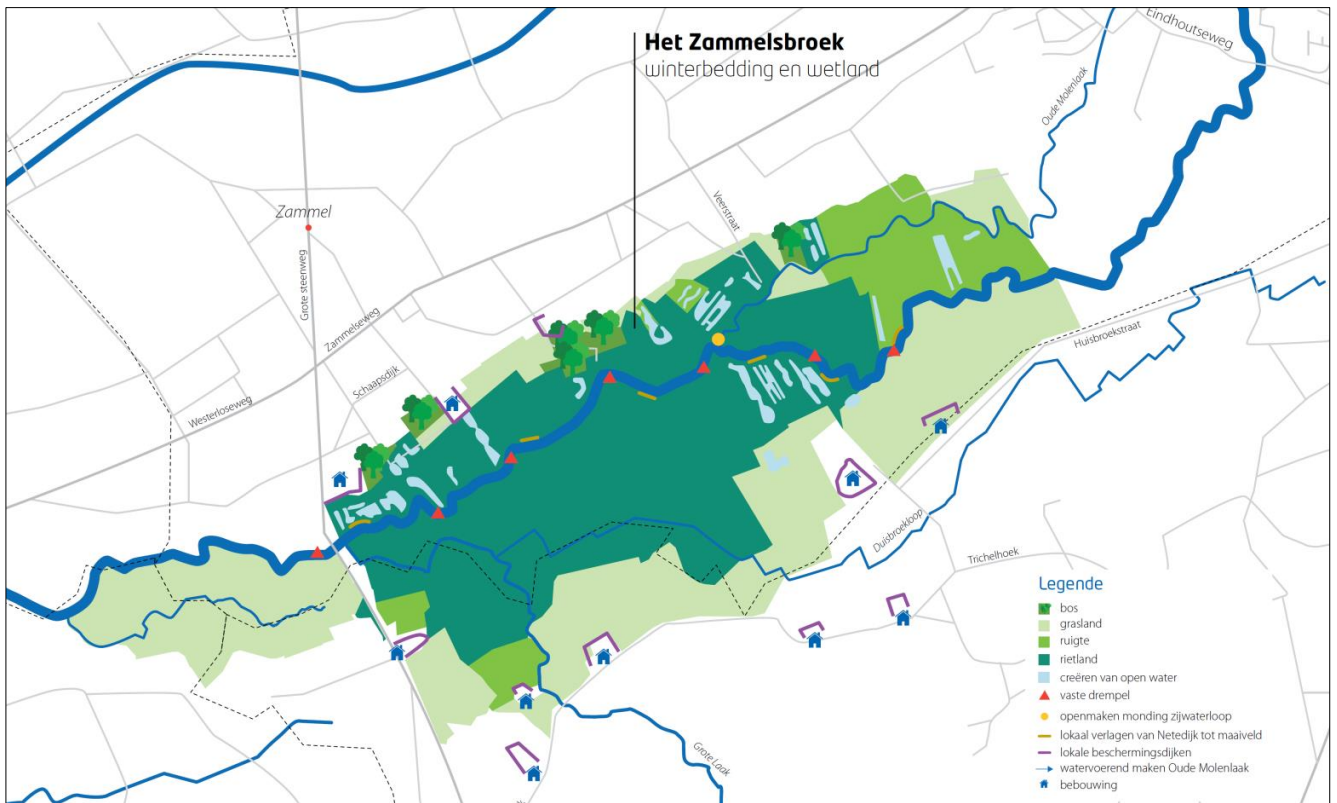 Het Zammelsbroek
winterbedding en wetland
Eindhoutseweg
Oude Molenlaak
Veerstraat
Zammel
Grote steenweg
Zammelseweg
Schaapsdijk
Westerloseweg
Huisbroekstraat
Duisbroekloop
Trichelhoek
Grote Laak
Legende
bos
grasland
ruigte
rietland
creëren van open water
vaste drempel
openmaken monding zijwaterloop
lokaal verlagen van Netedijk tot maaiveld
lokale beschermingsdijken
watervoerend maken Oude Molenlaak
bebouwing